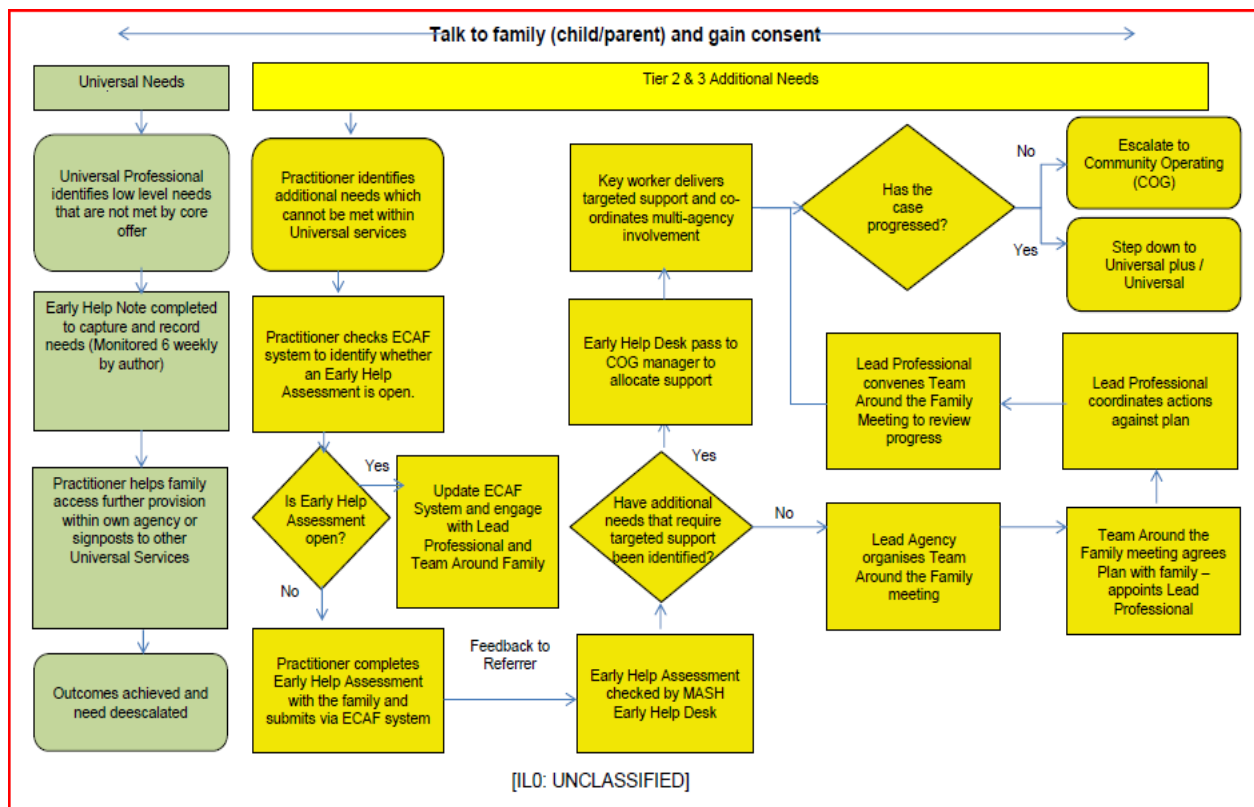 Talk to family (child/parent) and gain consent
Universal Needs
Tier 2 & 3 Additional Needs
Universal Professional
identifies low level needs
that are not met by core
offer
Early Help Note completed
to capture and record
needs (Monitored 6 weekly
by author)
Practitioner helps family
access further provision
within own agency or
signposts to other
Universal Services
Outcomes achieved and
need deescalated
Practitioner identifies
additional needs which
cannot be met within
Universal services
Practitioner checks ECAF
system to identify whether
an Early Help
Assessment is open.
Is Early Help
Assessment
open?
Yes
Update ECAF
System and engage
with Lead
Professional and
Team Around Family
No
Practitioner completes
Early Help Assessment
with the family and
submits via ECAF system
Feedback to
Referrer
Early Help Assessment
checked by MASH
Early Help Desk
Have additional
needs that require
targeted support
been identified?
Yes
Early Help Desk pass to
COG manager to
allocate support
Key worker delivers
targeted support and co-
ordinates multi-agency
involvement
No
Lead Agency
organises Team
Around the Family
meeting
Team Around the
Family meeting agrees
Plan with family –
appoints Lead
Professional
Lead Professional
coordinates actions
against plan
Lead Professional
convenes Team
Around the Family
Meeting to review
progress
Has the
case
progressed?
No
Escalate to
Community Operating
(COG)
Yes
Step down to
Universal plus /
Universal
[IL0: UNCLASSIFIED]